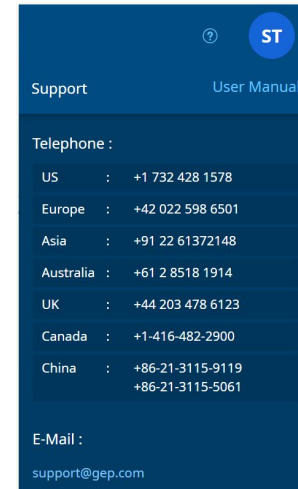 ST
Support User Manual
Telephone :
US : +1 732 428 1578
Europe : +42 022 598 6501
Asia : +91 22 61372148
Australia : +61 2 8518 1914
UK : +44 203 478 6123
Canada : +1-416-482-2900
China : +86-21-3115-9119
+86-21-3115-5061
E-Mail :
support@gep.com